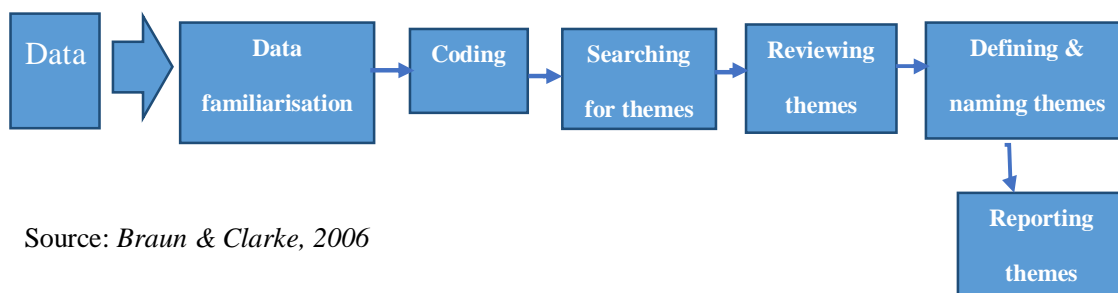 Data
Data
familiarisation
Coding
Searching
for themes
Reviewing
themes
Defining &
naming themes
Reporting
themes
Source: Braun & Clarke, 2006